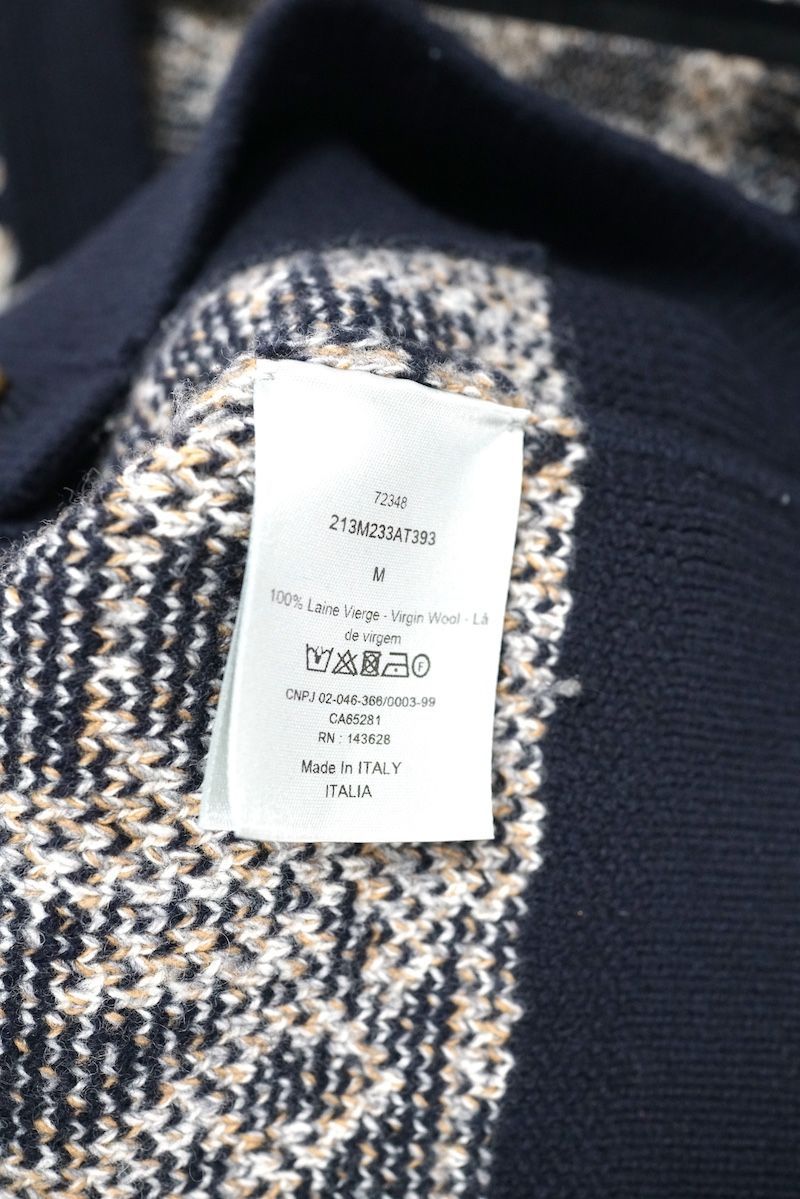 72348
213M233AT393
M
100% Laine Vierge - Virgin Wool - Lã
de virgem
F
CNPJ 02-046-366/0003-99
CA65281
RN : 143628
Made In ITALY
ITALIA